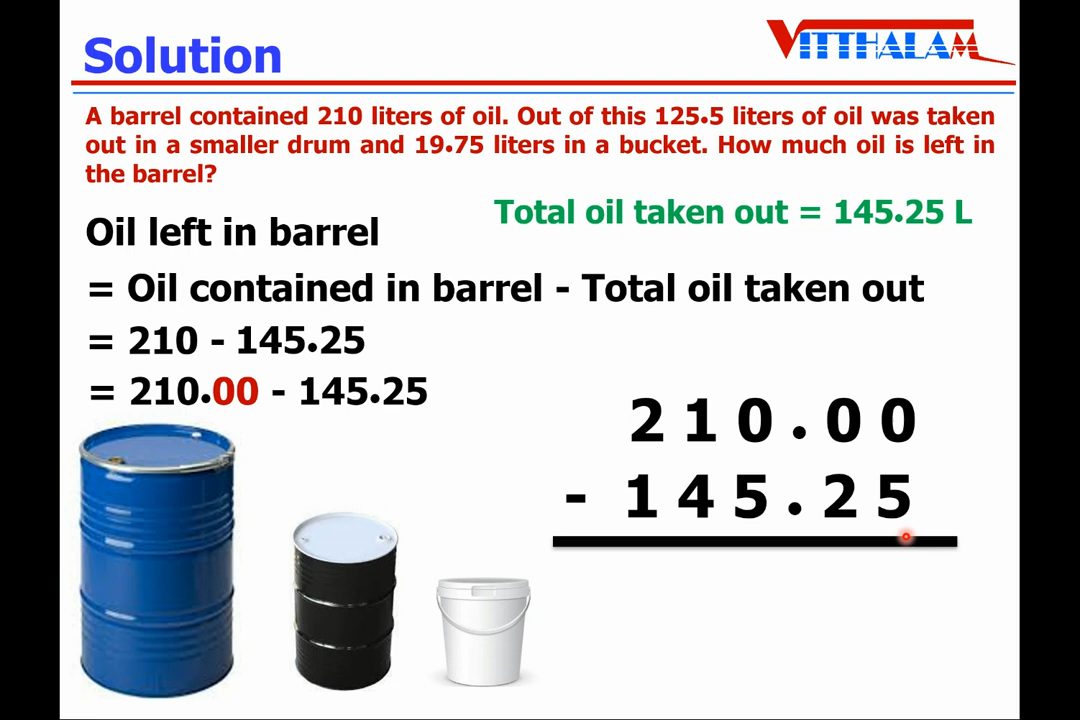 Solution
VITTHALAM
A barrel contained 210 liters of oil. Out of this 125.5 liters of oil was taken
out in a smaller drum and 19.75 liters in a bucket. How much oil is left in
the barrel?
Total oil taken out = 145.25 L
Oil left in barrel
= Oil contained in barrel - Total oil taken out
= 210 - 145.25
= 210.00 - 145.25
210.00
- 145.25